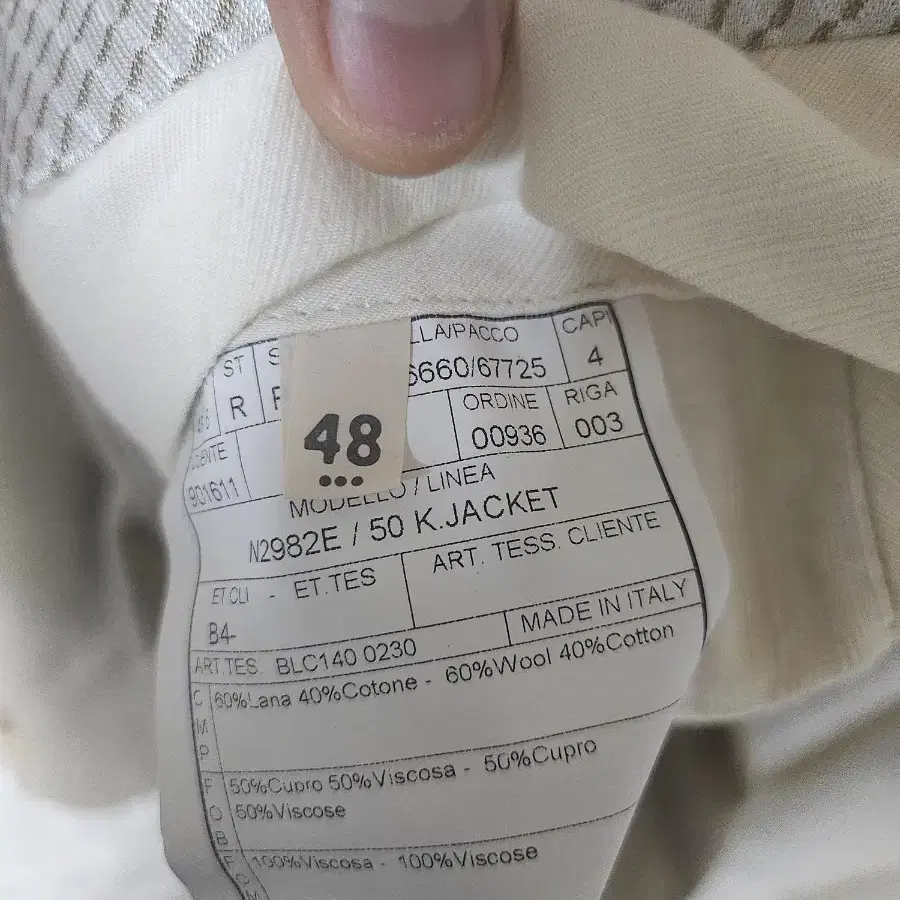 ST
LLA/PACCO
CAPI
R
6660/67725
4
48
ORDINE
RIGA
00936
003
901611
MODELLO / LINEA
N2982E / 50 K.JACKET
ET.CLI - ET.TES
ART. TESS. CLIENTE
B4-
MADE IN ITALY
ART.TES. BLC140 0230
C M P
60%Lana 40%Cotone - 60%Wool 40%Cotton
F O B
50%Cupro 50%Viscosa - 50%Cupro
50%Viscose
F O M
100%Viscosa - 100%Viscose